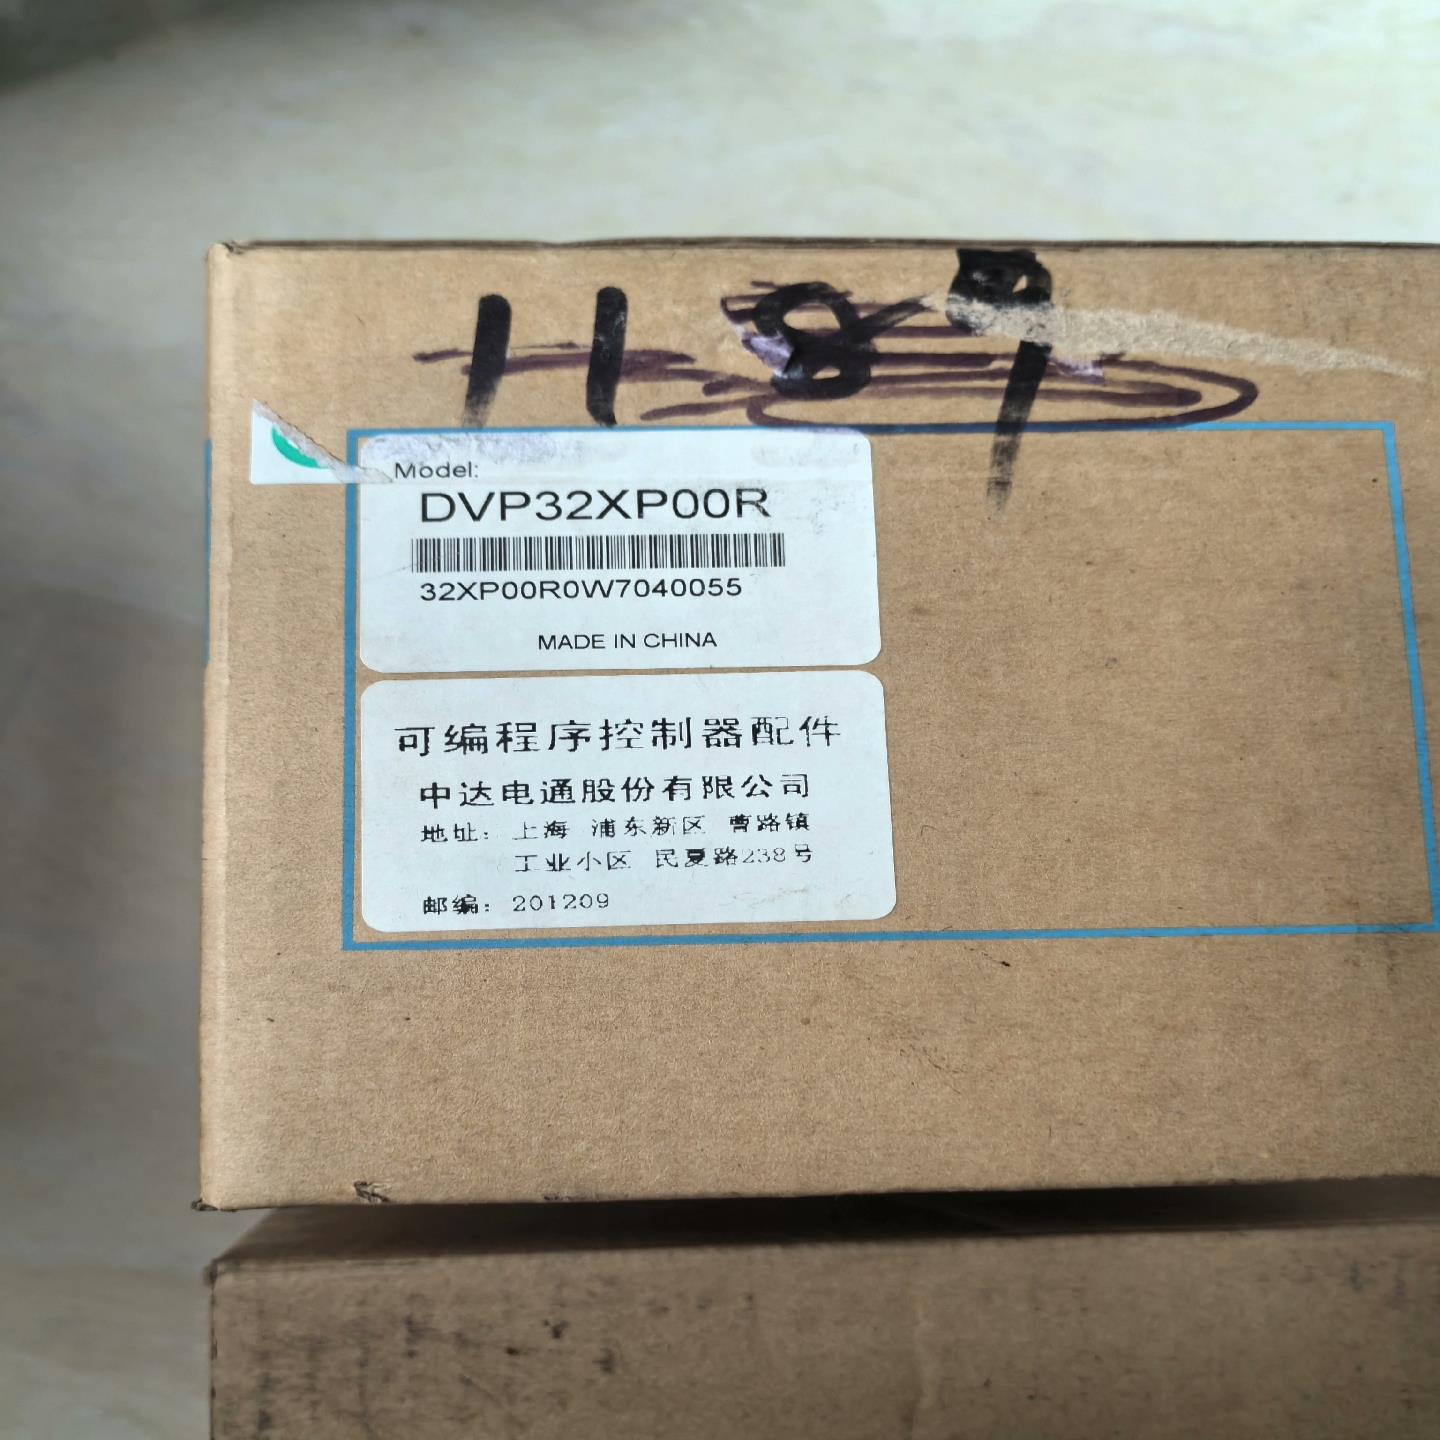 11 89
Model:
DVP32XP00R
32XP00R0W7040055
MADE IN CHINA
可编程序控制器配件
中达电通股份有限公司
地址: 上海 浦东新区 曹路镇
工业小区 民夏路238号
邮编: 201209